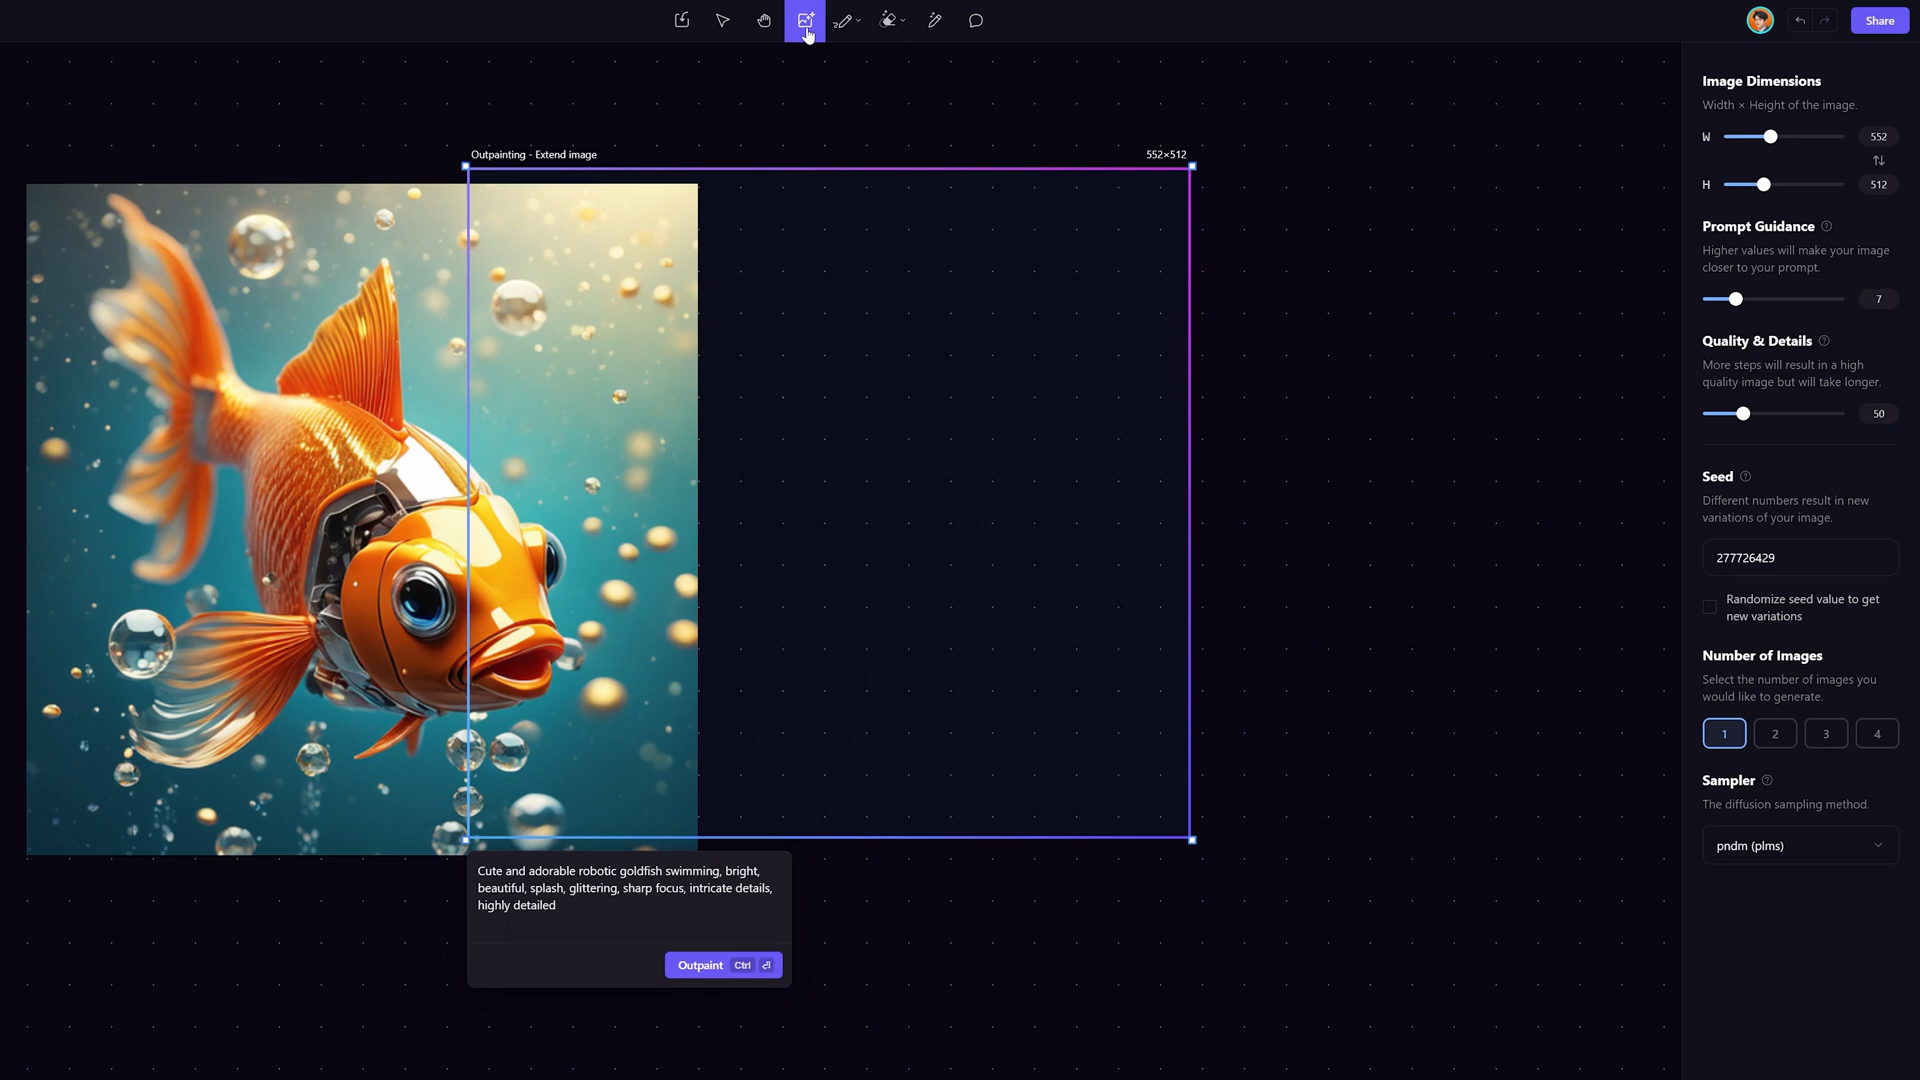 Share
Outpainting - Extend image
552×512
Cute and adorable robotic goldfish swimming, bright,
beautiful, splash, glittering, sharp focus, intricate details,
highly detailed
Outpaint Ctrl ⏎
Image Dimensions
Width × Height of the image.
W 552
H 512
Prompt Guidance ?
Higher values will make your image
closer to your prompt.
7
Quality & Details ?
More steps will result in a high
quality image but will take longer.
50
Seed ?
Different numbers result in new
variations of your image.
277726429
Randomize seed value to get
new variations
Number of Images
Select the number of images you
would like to generate.
1 2 3 4
Sampler ?
The diffusion sampling method.
pndm (plms)